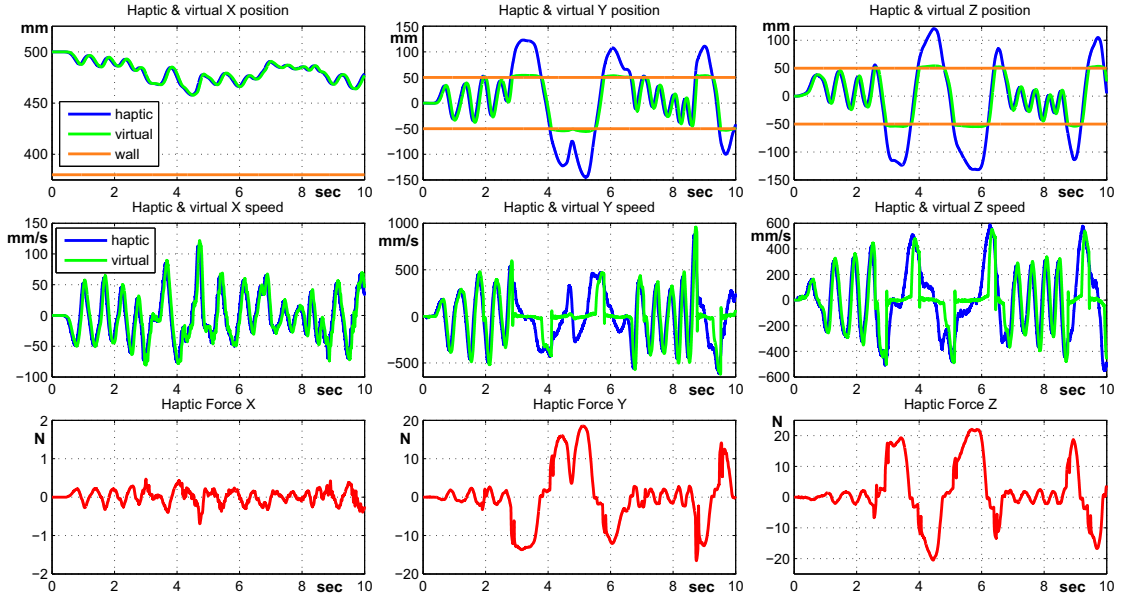 Haptic & virtual X position
mm
500
450
400
0 2 4 6 8 sec 10
haptic
virtual
wall
Haptic & virtual Y position
mm
150
100
50
0
−50
−100
−150
0 2 4 6 8 sec 10
Haptic & virtual Z position
mm
100
50
0
−50
−100
−150
0 2 4 6 8 sec 10
Haptic & virtual X speed
mm/s
150
100
50
0
−50
−100
0 2 4 6 8 sec 10
haptic
virtual
Haptic & virtual Y speed
mm/s
1000
500
0
−500
0 2 4 6 8 sec 10
Haptic & virtual Z speed
mm/s
600
400
200
0
−200
−400
−600
0 2 4 6 8 sec 10
Haptic Force X
N
2
1
0
−1
−2
0 2 4 6 8 sec 10
Haptic Force Y
N
20
10
0
−10
−20
0 2 4 6 8 sec 10
Haptic Force Z
N
20
10
0
−10
−20
0 2 4 6 8 sec 10